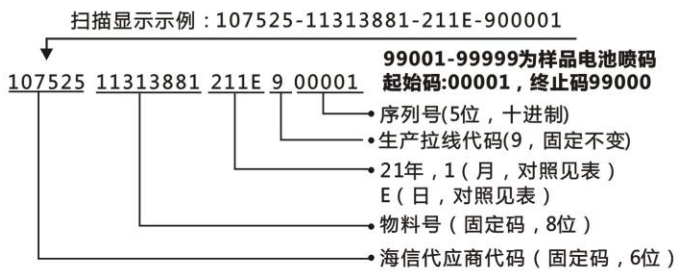 扫描显示示例：107525-11313881-211E-900001
99001-99999为样品电池喷码
起始码:00001，终止码99000
107525 11313881 211E 9 00001
序列号(5位，十进制)
生产拉线代码(9，固定不变)
21年，1（月，对照见表）
E（日，对照见表）
物料号（固定码，8位）
海信代应商代码（固定码，6位）